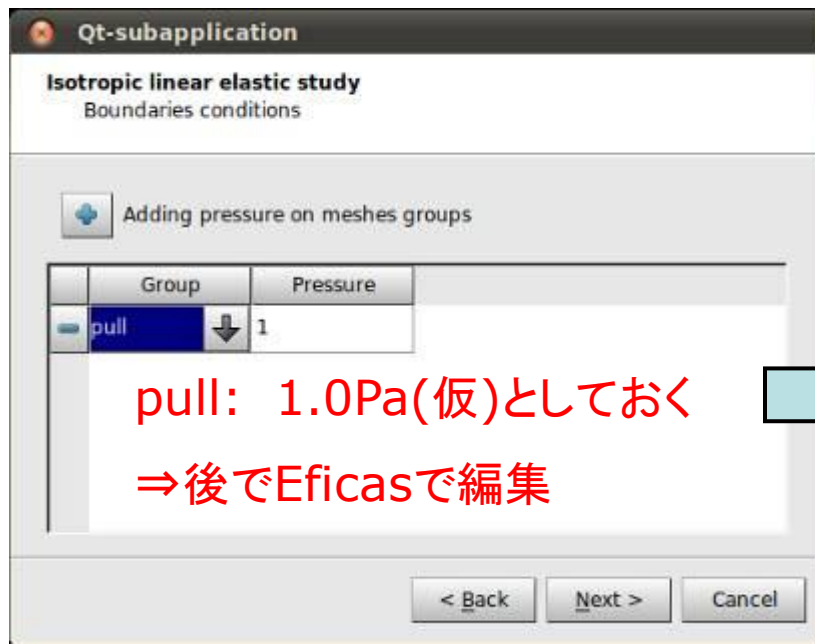 Qt-subapplication
Isotropic linear elastic study
Boundaries conditions
Adding pressure on meshes groups
Group Pressure
pull 1
pull: 1.0Pa(仮)としておく
⇒後でEficasで編集
< Back Next > Cancel